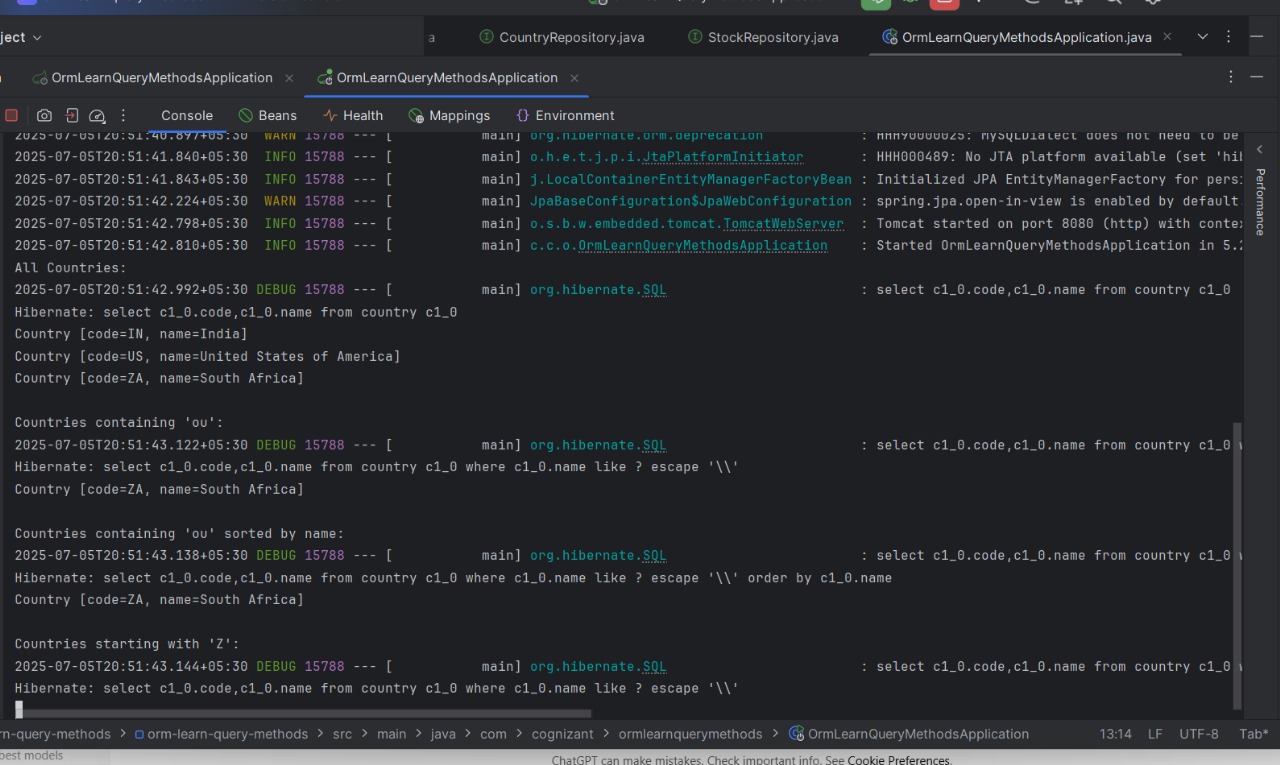 ject
a CountryRepository.java StockRepository.java OrmLearnQueryMethodsApplication.java
OrmLearnQueryMethodsApplication OrmLearnQueryMethodsApplication
Console Beans Health Mappings Environment
2025-07-05T20:51:40.897+05:30 WARN 15788 --- [ main] org.hibernate.orm.deprecation : HHH90000025: MySQLDialect does not need to be
2025-07-05T20:51:41.840+05:30 INFO 15788 --- [ main] o.h.e.t.j.p.i.JtaPlatformInitiator : HHH000489: No JTA platform available (set 'hib
2025-07-05T20:51:41.843+05:30 INFO 15788 --- [ main] j.LocalContainerEntityManagerFactoryBean : Initialized JPA EntityManagerFactory for persi
2025-07-05T20:51:42.224+05:30 WARN 15788 --- [ main] JpaBaseConfiguration$JpaWebConfiguration : spring.jpa.open-in-view is enabled by default.
2025-07-05T20:51:42.798+05:30 INFO 15788 --- [ main] o.s.b.w.embedded.tomcat.TomcatWebServer : Tomcat started on port 8080 (http) with contex
2025-07-05T20:51:42.810+05:30 INFO 15788 --- [ main] c.c.o.OrmLearnQueryMethodsApplication : Started OrmLearnQueryMethodsApplication in 5.2
All Countries:
2025-07-05T20:51:42.992+05:30 DEBUG 15788 --- [ main] org.hibernate.SQL : select c1_0.code,c1_0.name from country c1_0
Hibernate: select c1_0.code,c1_0.name from country c1_0
Country [code=IN, name=India]
Country [code=US, name=United States of America]
Country [code=ZA, name=South Africa]
Countries containing 'ou':
2025-07-05T20:51:43.122+05:30 DEBUG 15788 --- [ main] org.hibernate.SQL : select c1_0.code,c1_0.name from country c1_0 w
Hibernate: select c1_0.code,c1_0.name from country c1_0 where c1_0.name like ? escape '\\'
Country [code=ZA, name=South Africa]
Countries containing 'ou' sorted by name:
2025-07-05T20:51:43.138+05:30 DEBUG 15788 --- [ main] org.hibernate.SQL : select c1_0.code,c1_0.name from country c1_0 w
Hibernate: select c1_0.code,c1_0.name from country c1_0 where c1_0.name like ? escape '\\' order by c1_0.name
Country [code=ZA, name=South Africa]
Countries starting with 'Z':
2025-07-05T20:51:43.144+05:30 DEBUG 15788 --- [ main] org.hibernate.SQL : select c1_0.code,c1_0.name from country c1_0 w
Hibernate: select c1_0.code,c1_0.name from country c1_0 where c1_0.name like ? escape '\\'
Performance
rn-query-methods > orm-learn-query-methods > src > main > java > com > cognizant > ormlearnquerymethods > OrmLearnQueryMethodsApplication 13:14 LF UTF-8 Tab*
best models
ChatGPT can make mistakes. Check important info. See Cookie Preferences.